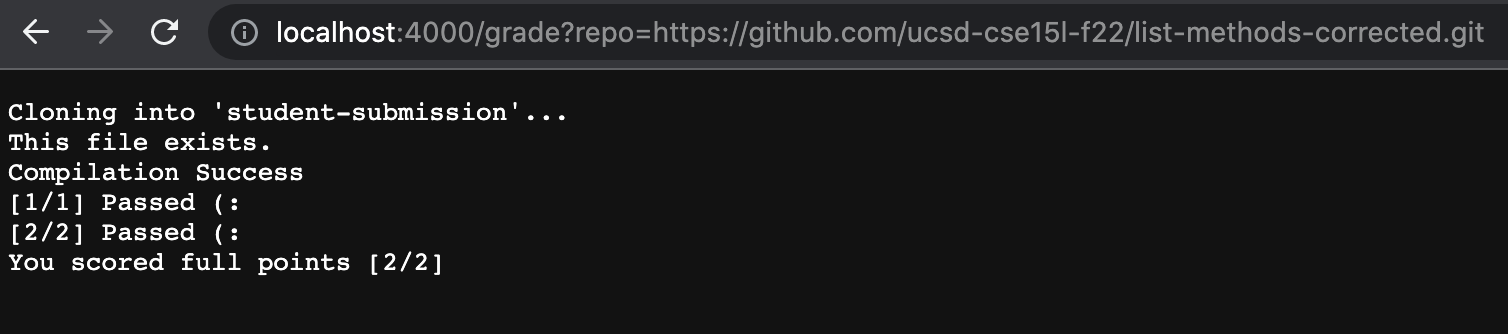 localhost:4000/grade?repo=https://github.com/ucsd-cse15l-f22/list-methods-corrected.git
Cloning into 'student-submission'...
This file exists.
Compilation Success
[1/1] Passed (:
[2/2] Passed (:
You scored full points [2/2]